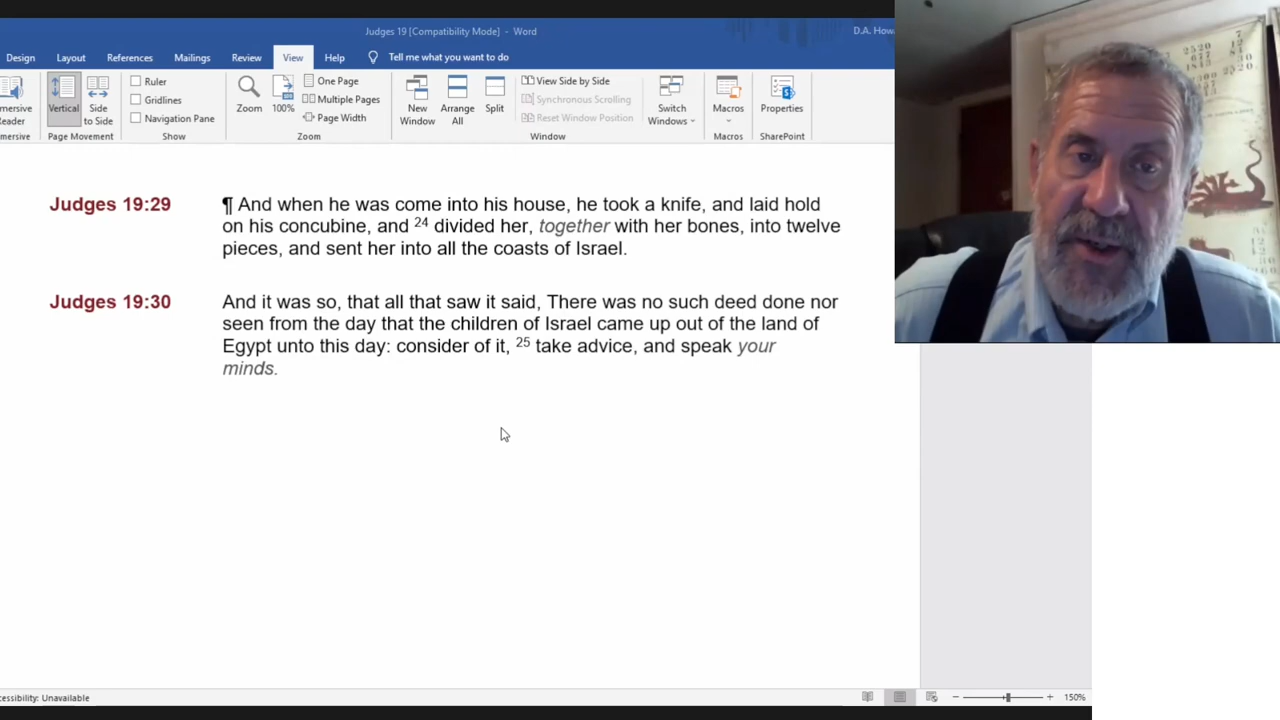 Judges 19 [Compatibility Mode] - Word
D.A. Howa
Design Layout References Mailings Review View Help Tell me what you want to do
Reader
Vertical
Side to Side
Page Movement
Ruler
Gridlines
Navigation Pane
Show
Zoom
100%
One Page
Multiple Pages
Page Width
Zoom
New Window
Arrange All
Split
View Side by Side
Synchronous Scrolling
Reset Window Position
Window
Switch Windows
Macros
Macros
Properties
SharePoint
Judges 19:29 ¶ And when he was come into his house, he took a knife, and laid hold
on his concubine, and 24 divided her, together with her bones, into twelve
pieces, and sent her into all the coasts of Israel.
Judges 19:30 And it was so, that all that saw it said, There was no such deed done nor
seen from the day that the children of Israel came up out of the land of
Egypt unto this day: consider of it, 25 take advice, and speak your
minds.
cessibility: Unavailable
150%
2520